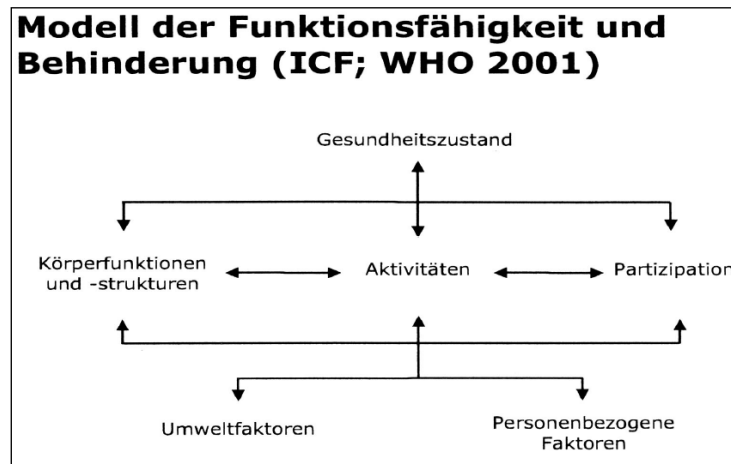 Modell der Funktionsfähigkeit und
Behinderung (ICF; WHO 2001)
Gesundheitszustand
Körperfunktionen
und -strukturen
Aktivitäten
Partizipation
Umweltfaktoren
Personenbezogene
Faktoren